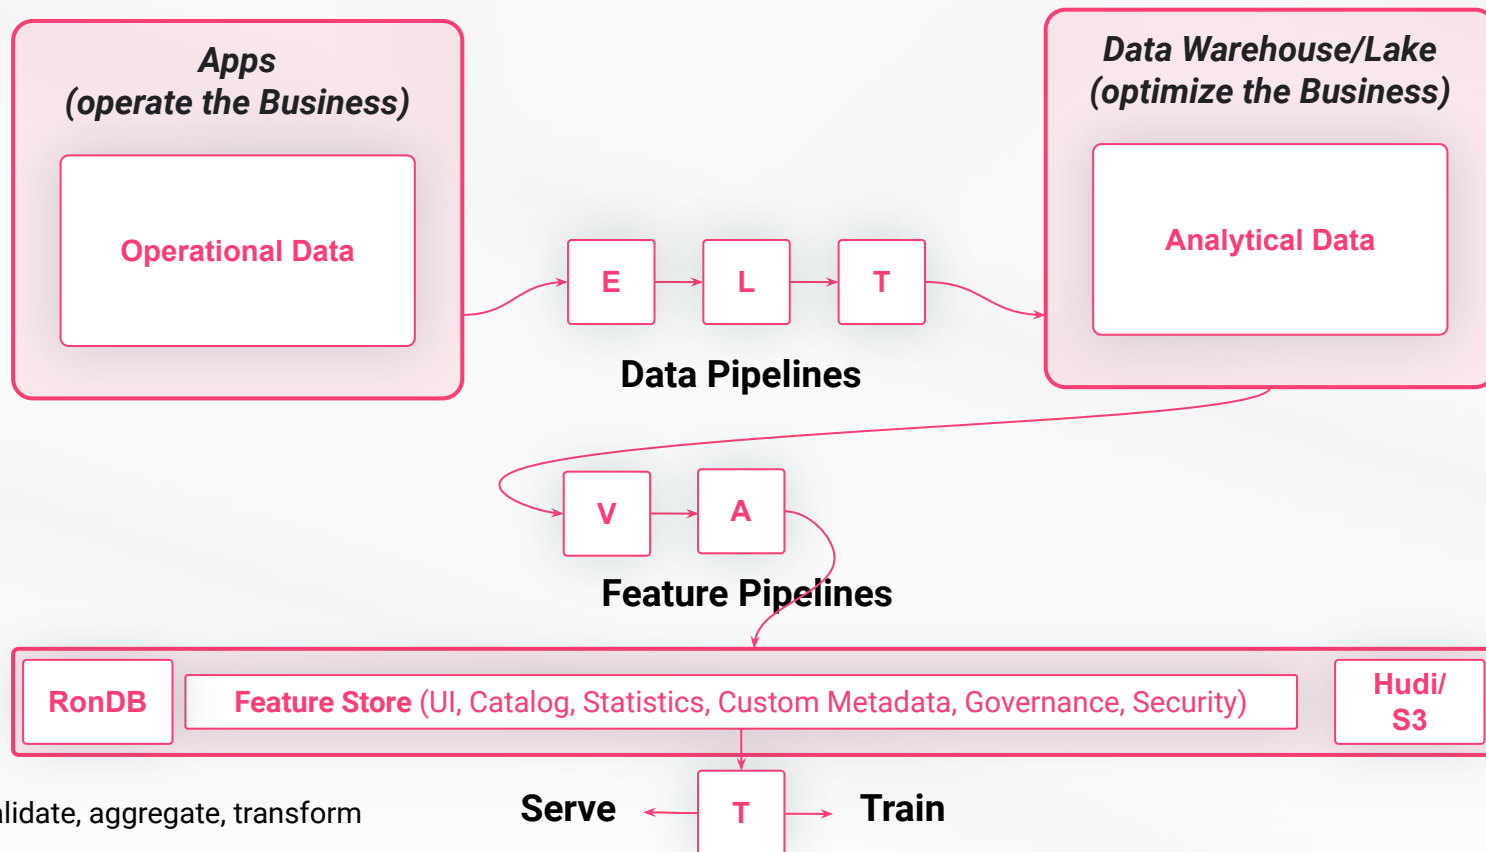 Apps
(operate the Business)
Operational Data
Data Warehouse/Lake
(optimize the Business)
Analytical Data
E
L
T
Data Pipelines
V
A
Feature Pipelines
RonDB
Feature Store (UI, Catalog, Statistics, Custom Metadata, Governance, Security)
Hudi/
S3
aggregate, transform
Serve
T
Train